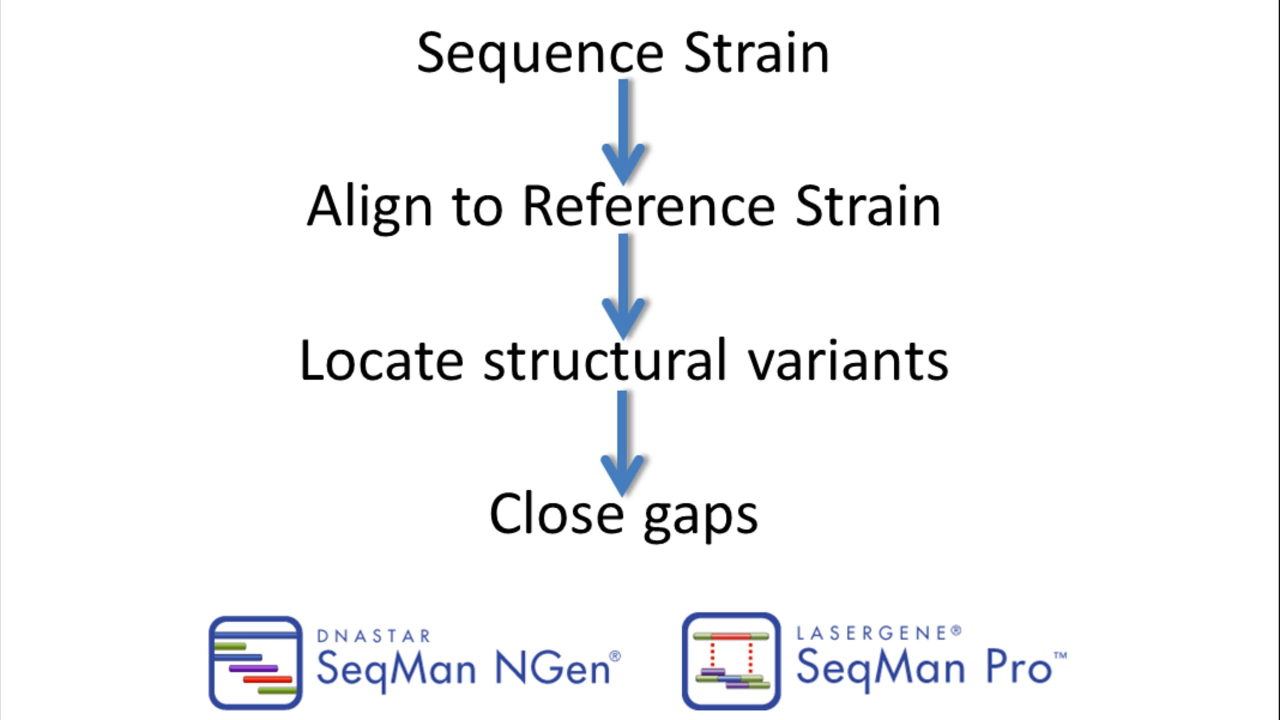 Sequence Strain
Align to Reference Strain
Locate structural variants
Close gaps
DNASTAR
SeqMan NGen®
LASERGENE®
SeqMan Pro™